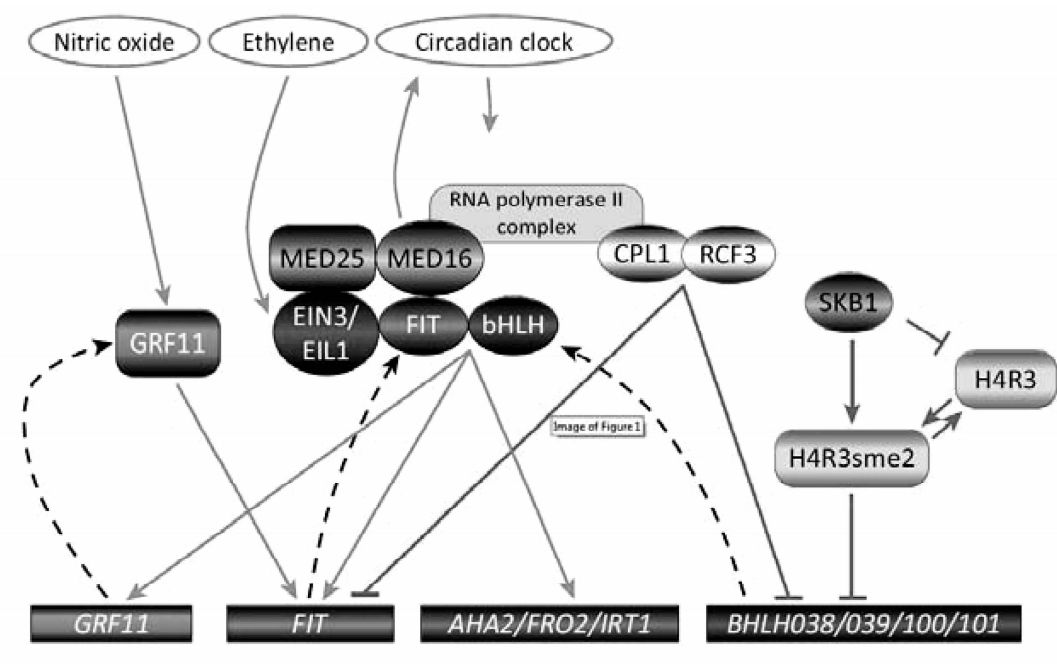 Nitric oxide
Ethylene
Circadian clock
RNA polymerase II
complex
MED25
MED16
CPL1
RCF3
SKB1
EIN3/
EIL1
FIT
bHLH
GRF11
H4R3
Image of Figure 1
H4R3sme2
GRF11
FIT
AHA2/FRO2/IRT1
BHLH038/039/100/101